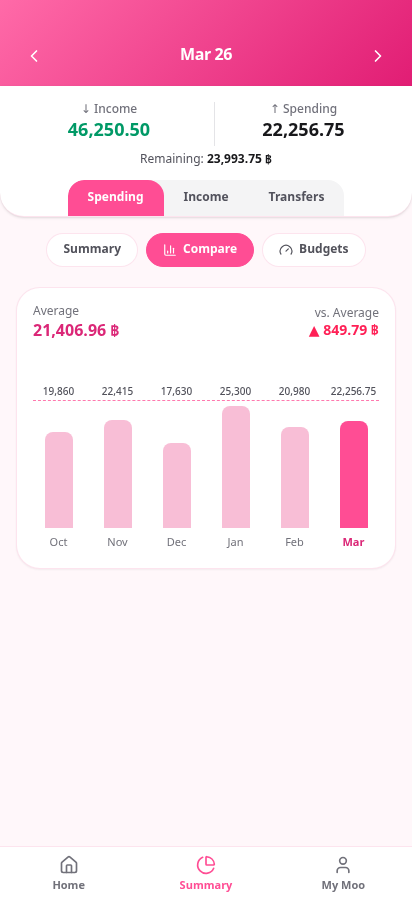 Mar 26
↓ Income
46,250.50
↑ Spending
22,256.75
Remaining: 23,993.75 ฿
Spending
Income
Transfers
Summary
Compare
Budgets
Average
21,406.96 ฿
vs. Average
▲ 849.79 ฿
19,860 22,415 17,630 25,300 20,980 22,256.75
Oct Nov Dec Jan Feb Mar
Home
Summary
My Moo